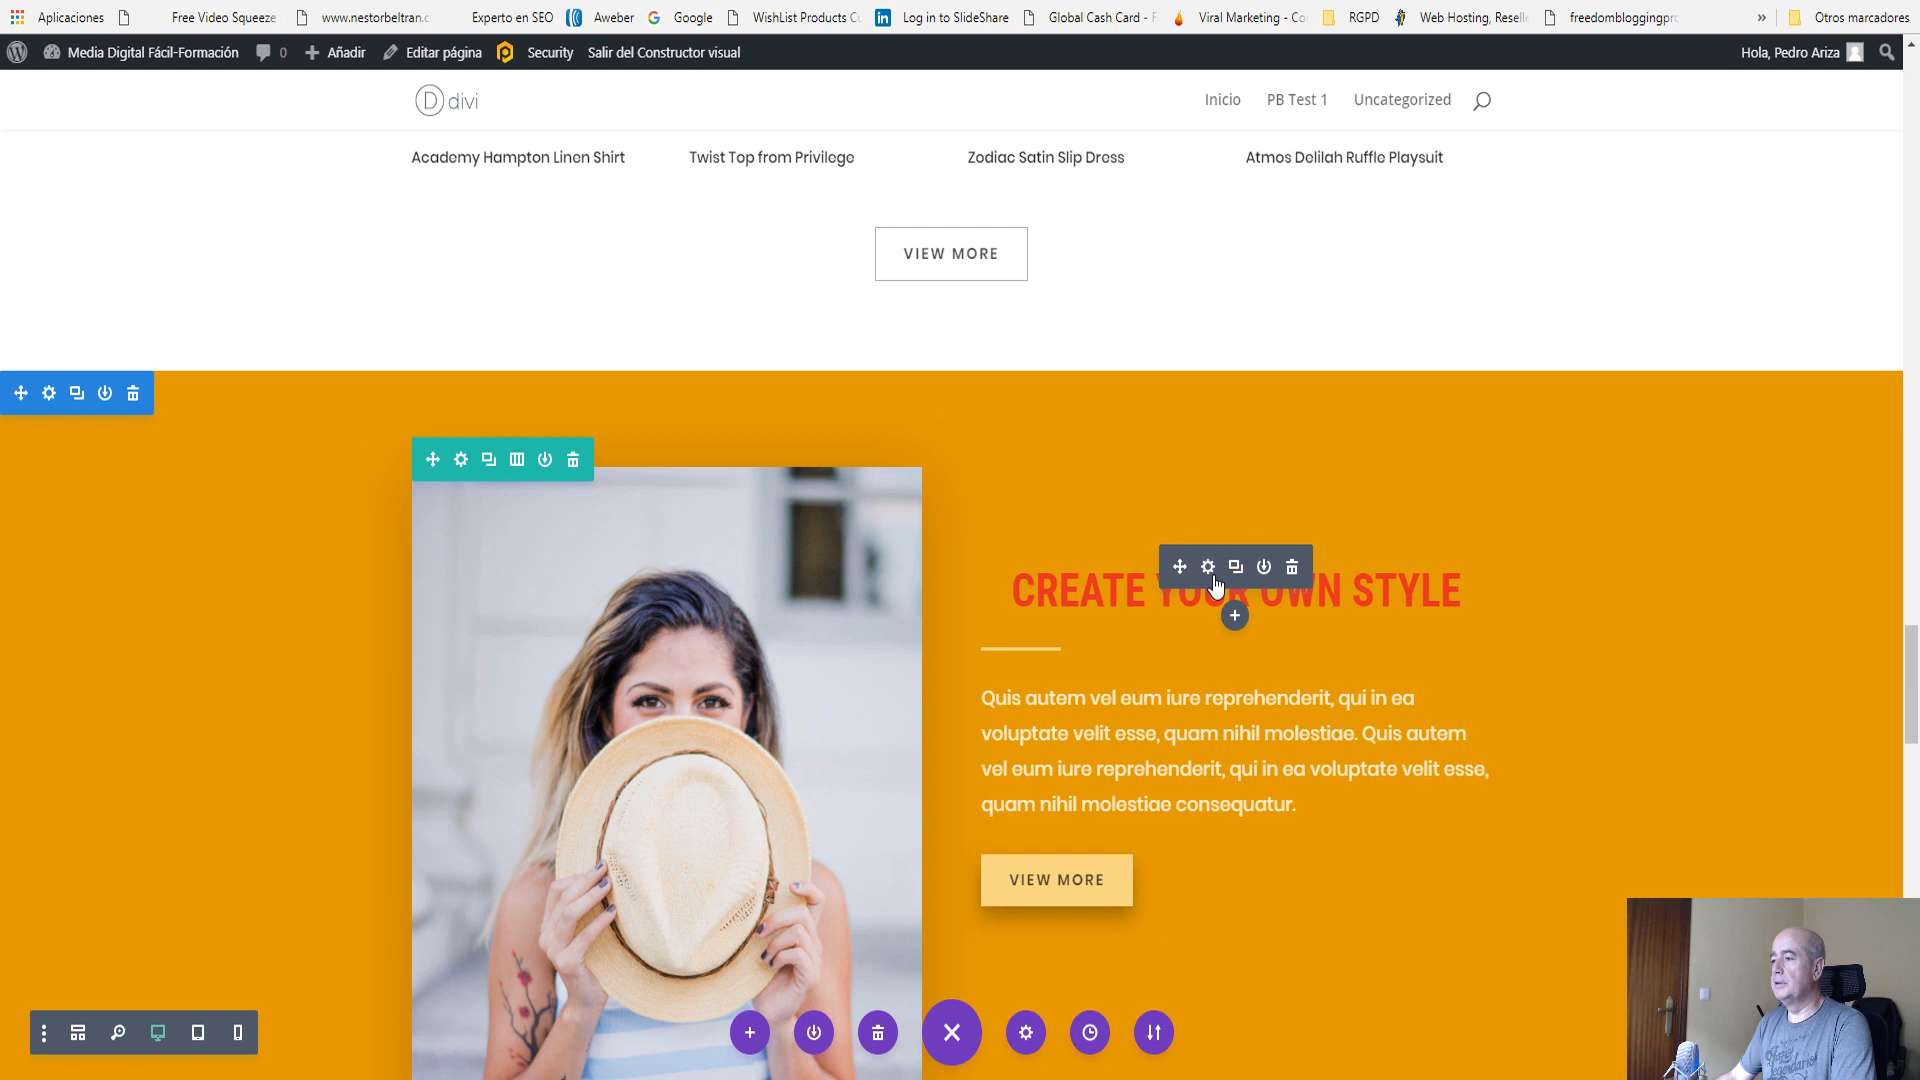 Aplicaciones Free Video Squeeze www.nestorbeltran.c Experto en SEO Aweber Google WishList Products Cu Log in to SlideShare Global Cash Card - F Viral Marketing - Co RGPD Web Hosting, Reselle freedombloggingpro » Otros marcadores
Media Digital Fácil-Formación 0 Añadir Editar página Security Salir del Constructor visual Hola, Pedro Ariza
D divi Inicio PB Test 1 Uncategorized
Academy Hampton Linen Shirt Twist Top from Privilege Zodiac Satin Slip Dress Atmos Delilah Ruffle Playsuit
VIEW MORE
CREATE YOUR OWN STYLE
Quis autem vel eum iure reprehenderit, qui in ea
voluptate velit esse, quam nihil molestiae. Quis autem
vel eum iure reprehenderit, qui in ea voluptate velit esse,
quam nihil molestiae consequatur.
VIEW MORE